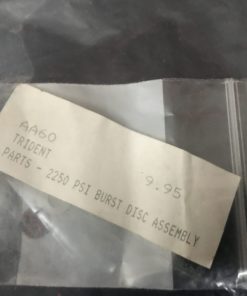 AA60
TRIDENT 9.95
PARTS - 2250 PSI BURST DISC ASSEMBLY